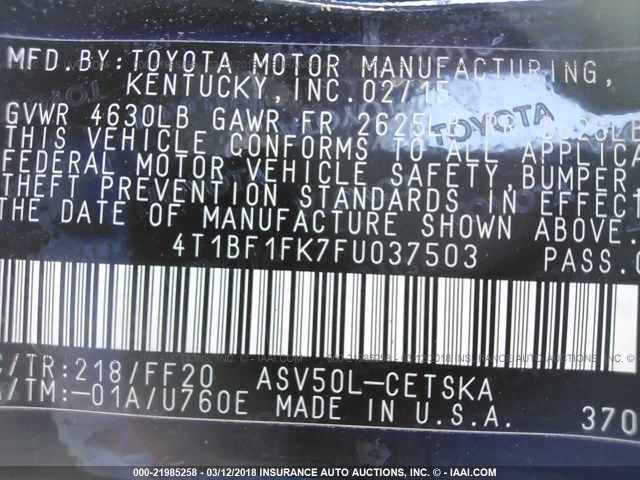 MFD. BY: TOYOTA MOTOR MANUFACTURING,
KENTUCKY, INC. 02/15
GVWR 4630LB GAWR FR 2625LB RR
THIS VEHICLE CONFORMS TO ALL APPLICA
FEDERAL MOTOR VEHICLE SAFETY, BUMPER,
THEFT PREVENTION STANDARDS IN EFFEC
THE DATE OF MANUFACTURE SHOWN ABOVE.
4T1BF1FK7FU037503 PASS.C
C/TR:218/FF20 ASV50L-CETSKA
A/TM:-01A/U760E MADE IN U.S.A. 370
000-21985258 - 03/12/2018 - INSURANCE AUTO AUCTIONS - IAAI.COM